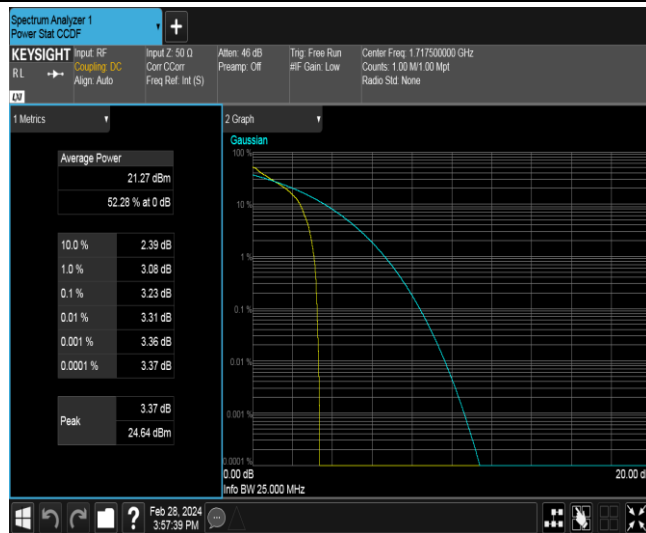 Spectrum Analyzer 1
Power Stat CCDF
KEYSIGHT
RL
Input: RF
Coupling: DC
Align: Auto
Input Z: 50 Ω
Corr CCorr
Freq Ref: Int (S)
Atten: 46 dB
Preamp: Off
Trig: Free Run
#IF Gain: Low
Center Freq: 1.717500000 GHz
Counts: 1.00 M/1.00 Mpt
Radio Std: None
1 Metrics
Average Power
21.27 dBm
52.28 % at 0 dB
10.0 % 2.39 dB
1.0 % 3.08 dB
0.1 % 3.23 dB
0.01 % 3.31 dB
0.001 % 3.36 dB
0.0001 % 3.37 dB
Peak
3.37 dB
24.64 dBm
2 Graph
Gaussian
100 %
10 %
1 %
0.1 %
0.01 %
0.001 %
0.0001 %
0.00 dB 20.00 d
Info BW 25.000 MHz
Feb 28, 2024
3:57:39 PM